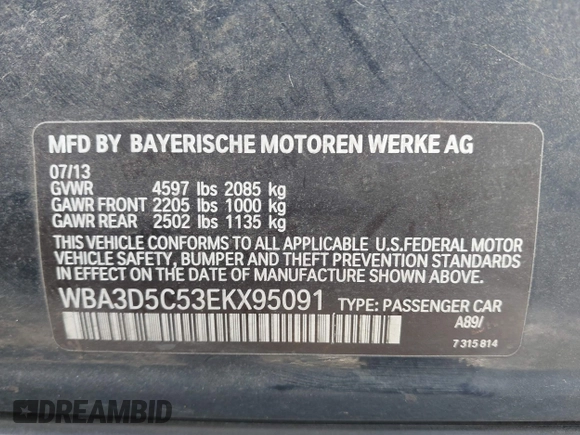 MFD BY BAYERISCHE MOTOREN WERKE AG
07/13
GVWR 4597 lbs 2085 kg
GAWR FRONT 2205 lbs 1000 kg
GAWR REAR 2502 lbs 1135 kg
THIS VEHICLE CONFORMS TO ALL APPLICABLE U.S.FEDERAL MOTOR
VEHICLE SAFETY, BUMPER AND THEFT PREVENTION STANDARDS
IN EFFECT ON THE DATE OF MANUFACTURE SHOWN ABOVE.
WBA3D5C53EKX95091 TYPE: PASSENGER CAR
A89/
7 315 814
DREAMBID